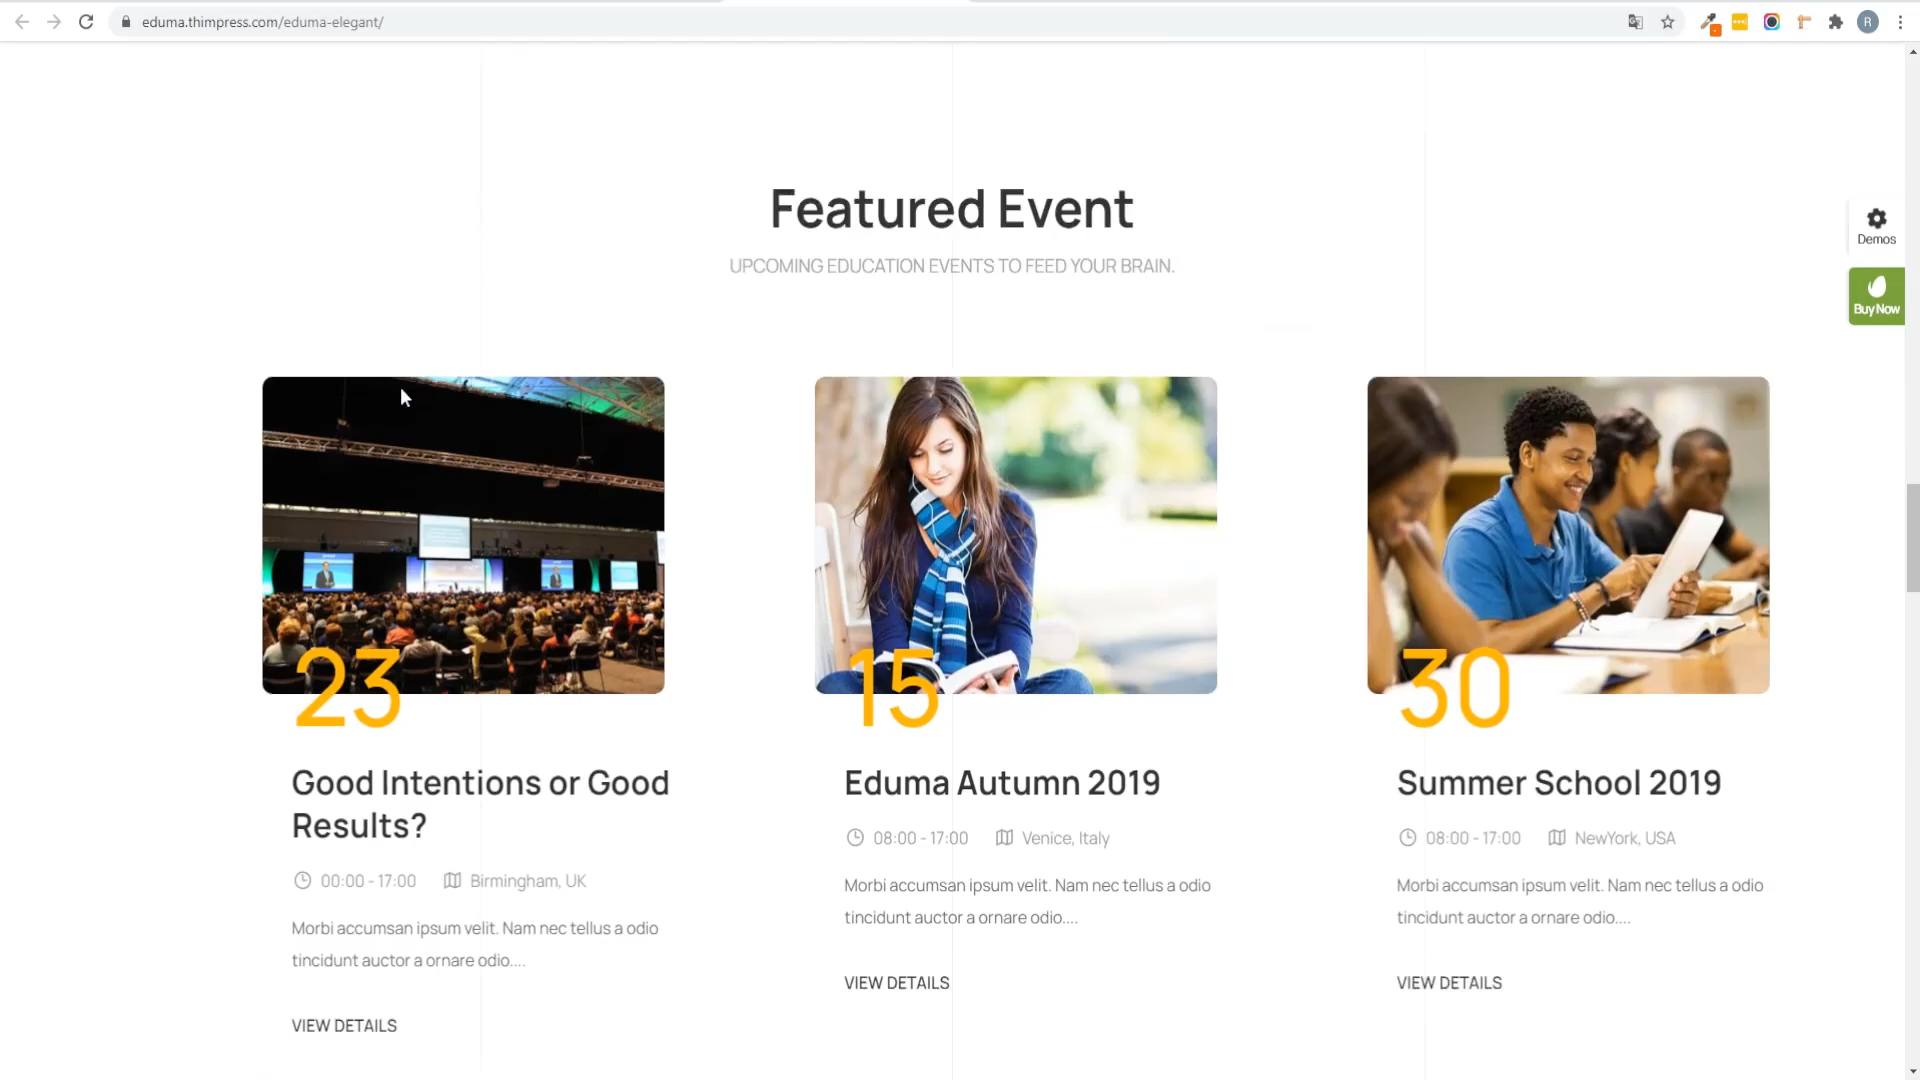 eduma.thimpress.com/eduma-elegant/
R
Featured Event
UPCOMING EDUCATION EVENTS TO FEED YOUR BRAIN.
Demos
Buy Now
23
Good Intentions or Good
Results?
00:00 - 17:00 Birmingham, UK
Morbi accumsan ipsum velit. Nam nec tellus a odio
tincidunt auctor a ornare odio....
VIEW DETAILS
15
Eduma Autumn 2019
08:00 - 17:00 Venice, Italy
Morbi accumsan ipsum velit. Nam nec tellus a odio
tincidunt auctor a ornare odio....
VIEW DETAILS
30
Summer School 2019
08:00 - 17:00 NewYork, USA
Morbi accumsan ipsum velit. Nam nec tellus a odio
tincidunt auctor a ornare odio....
VIEW DETAILS